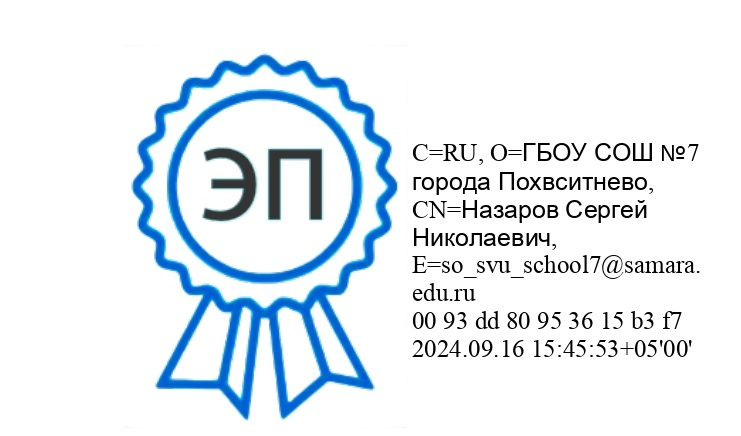 ЭП
C=RU, O=ГБОУ СОШ №7
города Похвситнево,
CN=Назаров Сергей
Николаевич,
E=so_svu_school7@samara.
edu.ru
00 93 dd 80 95 36 15 b3 f7
2024.09.16 15:45:53+05'00'